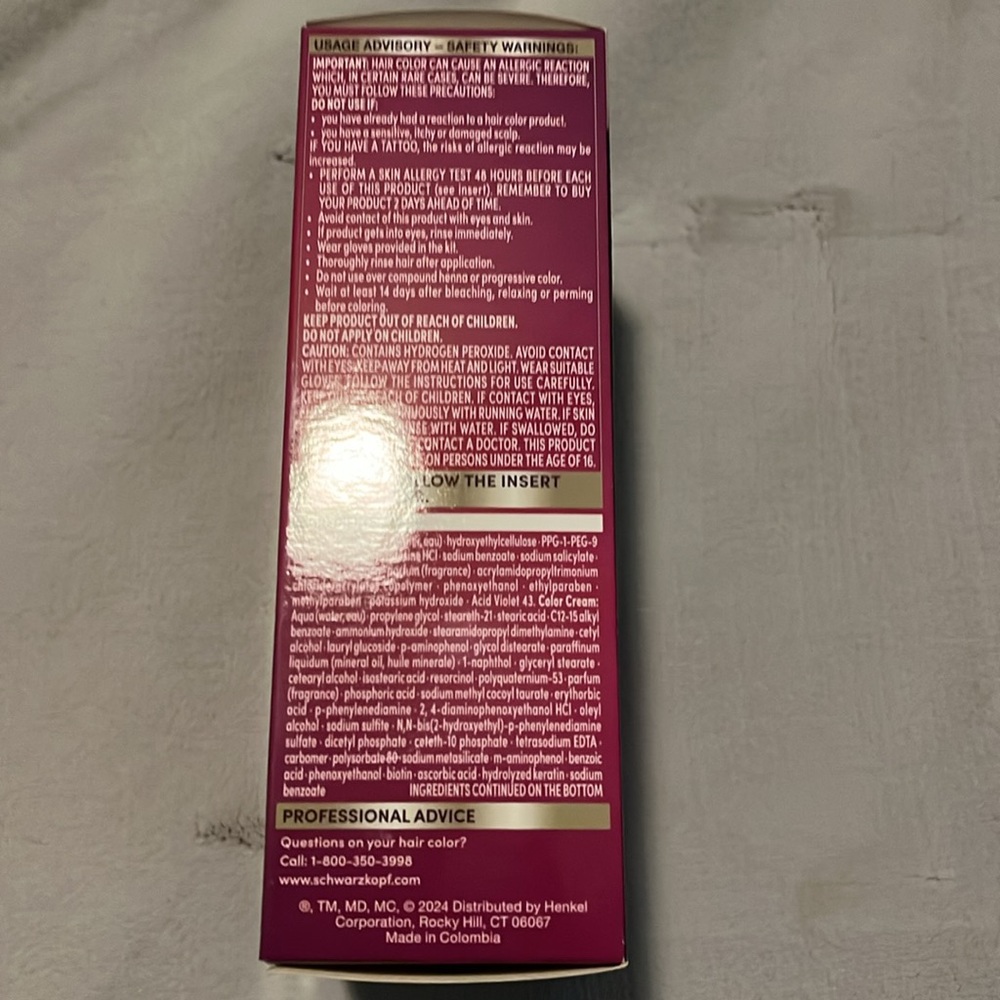 USAGE ADVISORY – SAFETY WARNINGS:
IMPORTANT: HAIR COLOR CAN CAUSE AN ALLERGIC REACTION
WHICH, IN CERTAIN RARE CASES, CAN BE SEVERE. THEREFORE,
YOU MUST FOLLOW THESE PRECAUTIONS:
DO NOT USE IF:
• you have already had a reaction to a hair color product.
• you have a sensitive, itchy or damaged scalp.
IF YOU HAVE A TATTOO, the risks of allergic reaction may be
increased.
• PERFORM A SKIN ALLERGY TEST 48 HOURS BEFORE EACH
USE OF THIS PRODUCT (see insert). REMEMBER TO BUY
YOUR PRODUCT 2 DAYS AHEAD OF TIME.
• Avoid contact of this product with eyes and skin.
• If product gets into eyes, rinse immediately.
• Wear gloves provided in the kit.
• Thoroughly rinse hair after application.
• Do not use over compound henna or progressive color.
• Wait at least 14 days after bleaching, relaxing or perming
before coloring.
KEEP PRODUCT OUT OF REACH OF CHILDREN.
DO NOT APPLY ON CHILDREN.
CAUTION: CONTAINS HYDROGEN PEROXIDE. AVOID CONTACT
WITH EYES. KEEP AWAY FROM HEAT AND LIGHT. WEAR SUITABLE
GLOVES. FOLLOW THE INSTRUCTIONS FOR USE CAREFULLY.
OF CHILDREN. IF CONTACT WITH EYES,
WITH RUNNING WATER. IF SKIN
WITH WATER. IF SWALLOWED, DO
CONTACT A DOCTOR. THIS PRODUCT
ON PERSONS UNDER THE AGE OF 16.
THE INSERT
eau) · hydroxyethylcellulose · PPG-1-PEG-9
HCl · sodium benzoate · sodium salicylate ·
(fragrance) · acrylamidopropyltrimonium
copolymer · phenoxyethanol · ethylparaben ·
methylparaben · potassium hydroxide · Acid Violet 43. Color Cream:
Aqua (water, eau) · propylene glycol · steareth-21 · stearic acid · C12-15 alkyl
benzoate · ammonium hydroxide · stearamidopropyl dimethylamine · cetyl
alcohol · lauryl glucoside · p-aminophenol · glycol distearate · paraffinum
liquidum (mineral oil, huile minerale) · 1-naphthol · glyceryl stearate ·
cetearyl alcohol · isostearic acid · resorcinol · polyquaternium-53 · parfum
(fragrance) · phosphoric acid · sodium methyl cocoyl taurate · erythorbic
acid · p-phenylenediamine · 2, 4-diaminophenoxyethanol HCl · oleyl
alcohol · sodium sulfite · N,N-bis(2-hydroxyethyl)-p-phenylenediamine
sulfate · dicetyl phosphate · ceteth-10 phosphate · tetrasodium EDTA ·
carbomer · polysorbate 80 · sodium metasilicate · m-aminophenol · benzoic
acid · phenoxyethanol · biotin · ascorbic acid · hydrolyzed keratin · sodium
benzoate INGREDIENTS CONTINUED ON THE BOTTOM
PROFESSIONAL ADVICE
Questions on your hair color?
Call: 1-800-350-3998
www.schwarzkopf.com
®, TM, MD, MC, © 2024 Distributed by Henkel
Corporation, Rocky Hill, CT 06067
Made in Colombia